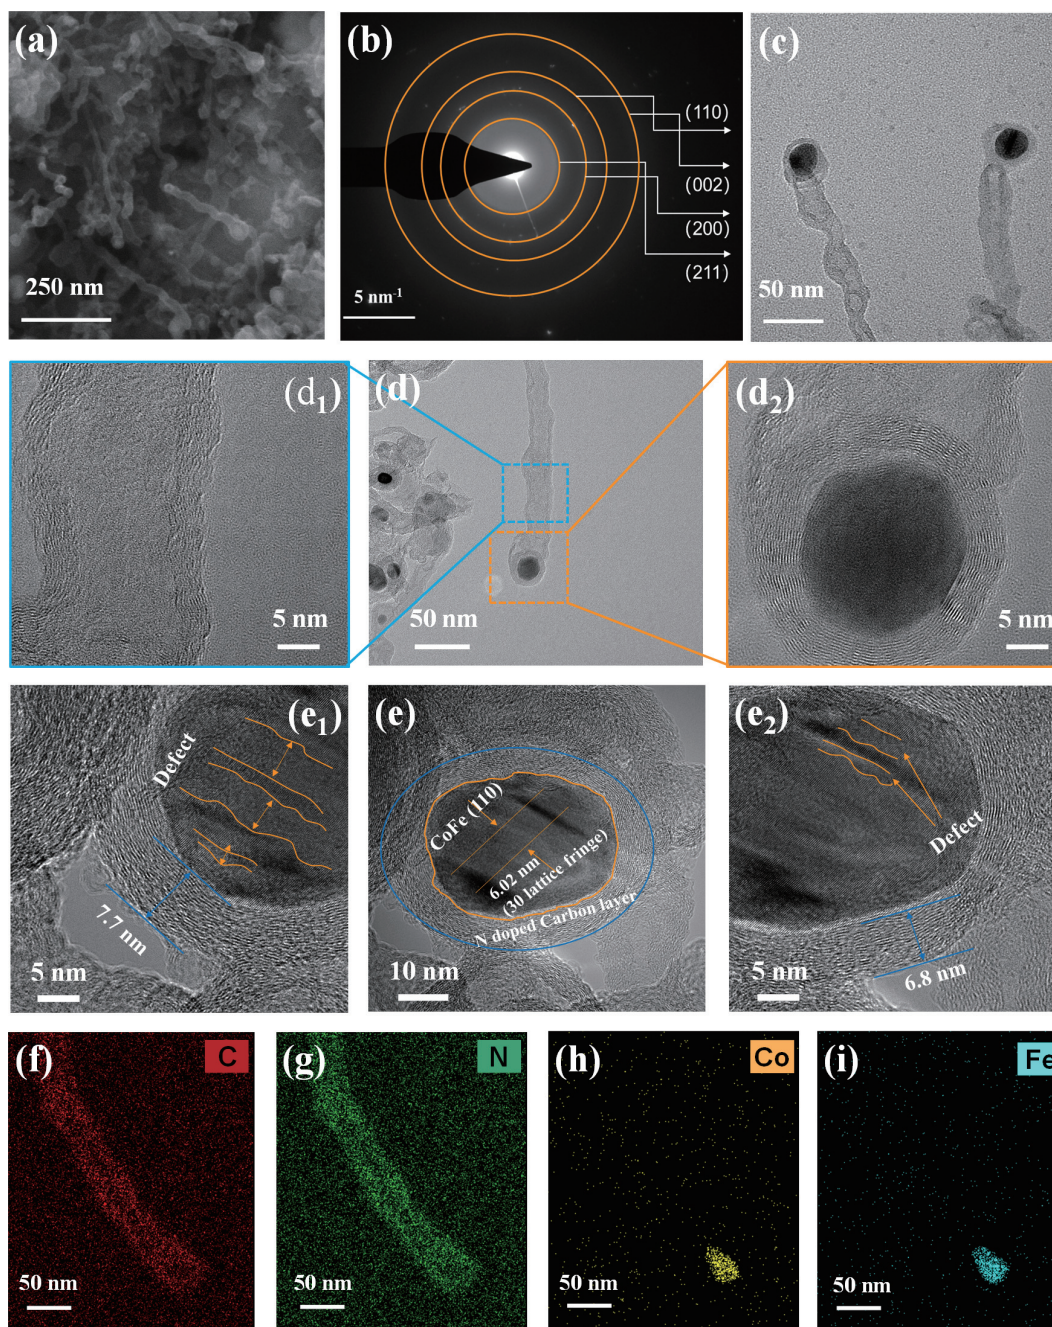 (a)
250 nm
(b)
(110)
(002)
(200)
(211)
5 nm-1
(c)
50 nm
(d1)
5 nm
(d)
50 nm
(d2)
5 nm
(e1)
Defect
7.7 nm
5 nm
(e)
CoFe (110)
6.02 nm
(30 lattice fringe)
N doped Carbon layer
10 nm
(e2)
Defect
6.8 nm
5 nm
(f)
C
50 nm
(g)
N
50 nm
(h)
Co
50 nm
(i)
Fe
50 nm